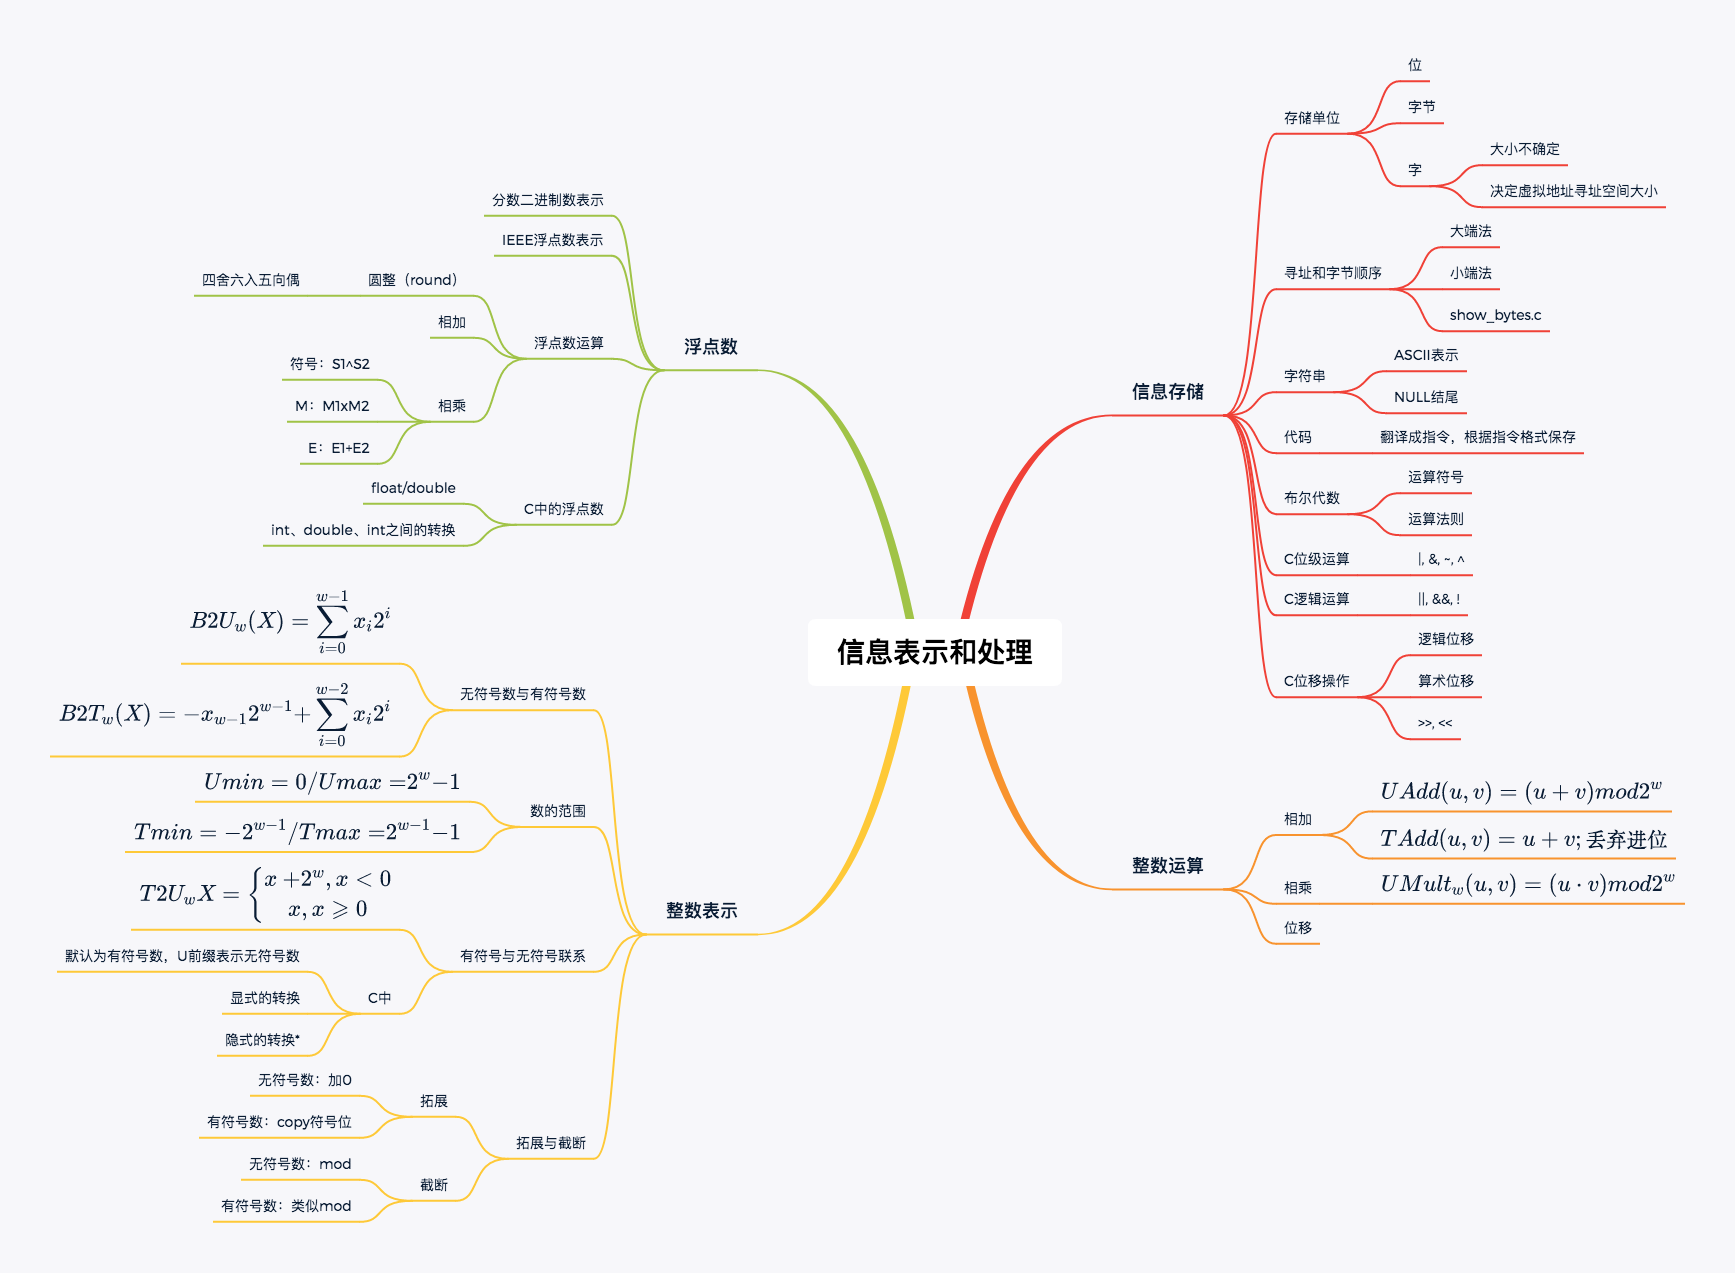 信息表示和处理
信息存储
存储单位
位
字节
字
大小不确定
决定虚拟地址寻址空间大小
寻址和字节顺序
大端法
小端法
show_bytes.c
字符串
ASCII表示
NULL结尾
代码
翻译成指令，根据指令格式保存
布尔代数
运算符号
运算法则
C位级运算
|, &, ~, ^
C逻辑运算
||, &&, !
C位移操作
逻辑位移
算术位移
>>, <<
整数运算
相加
UAdd(u, v) = (u + v)mod2^w
TAdd(u, v) = u + v; 丢弃进位
相乘
UMult_w(u, v) = (u · v)mod2^w
位移
浮点数
分数二进制数表示
IEEE浮点数表示
浮点数运算
圆整（round）
四舍六入五向偶
相加
相乘
符号：S1^S2
M：M1xM2
E：E1+E2
C中的浮点数
float/double
int、double、int之间的转换
整数表示
无符号数与有符号数
B2U_w(X) = \sum_{i=0}^{w-1} x_i 2^i
B2T_w(X) = -x_{w-1}2^{w-1}+\sum_{i=0}^{w-2} x_i 2^i
数的范围
Umin = 0/Umax =2^w-1
Tmin = -2^{w-1}/Tmax =2^{w-1}-1
有符号与无符号联系
T2U_wX = { x +2^w, x < 0
x, x ⩾ 0
C中
默认为有符号数，U前缀表示无符号数
显式的转换
隐式的转换*
拓展与截断
拓展
无符号数：加0
有符号数：copy符号位
截断
无符号数：mod
有符号数：类似mod